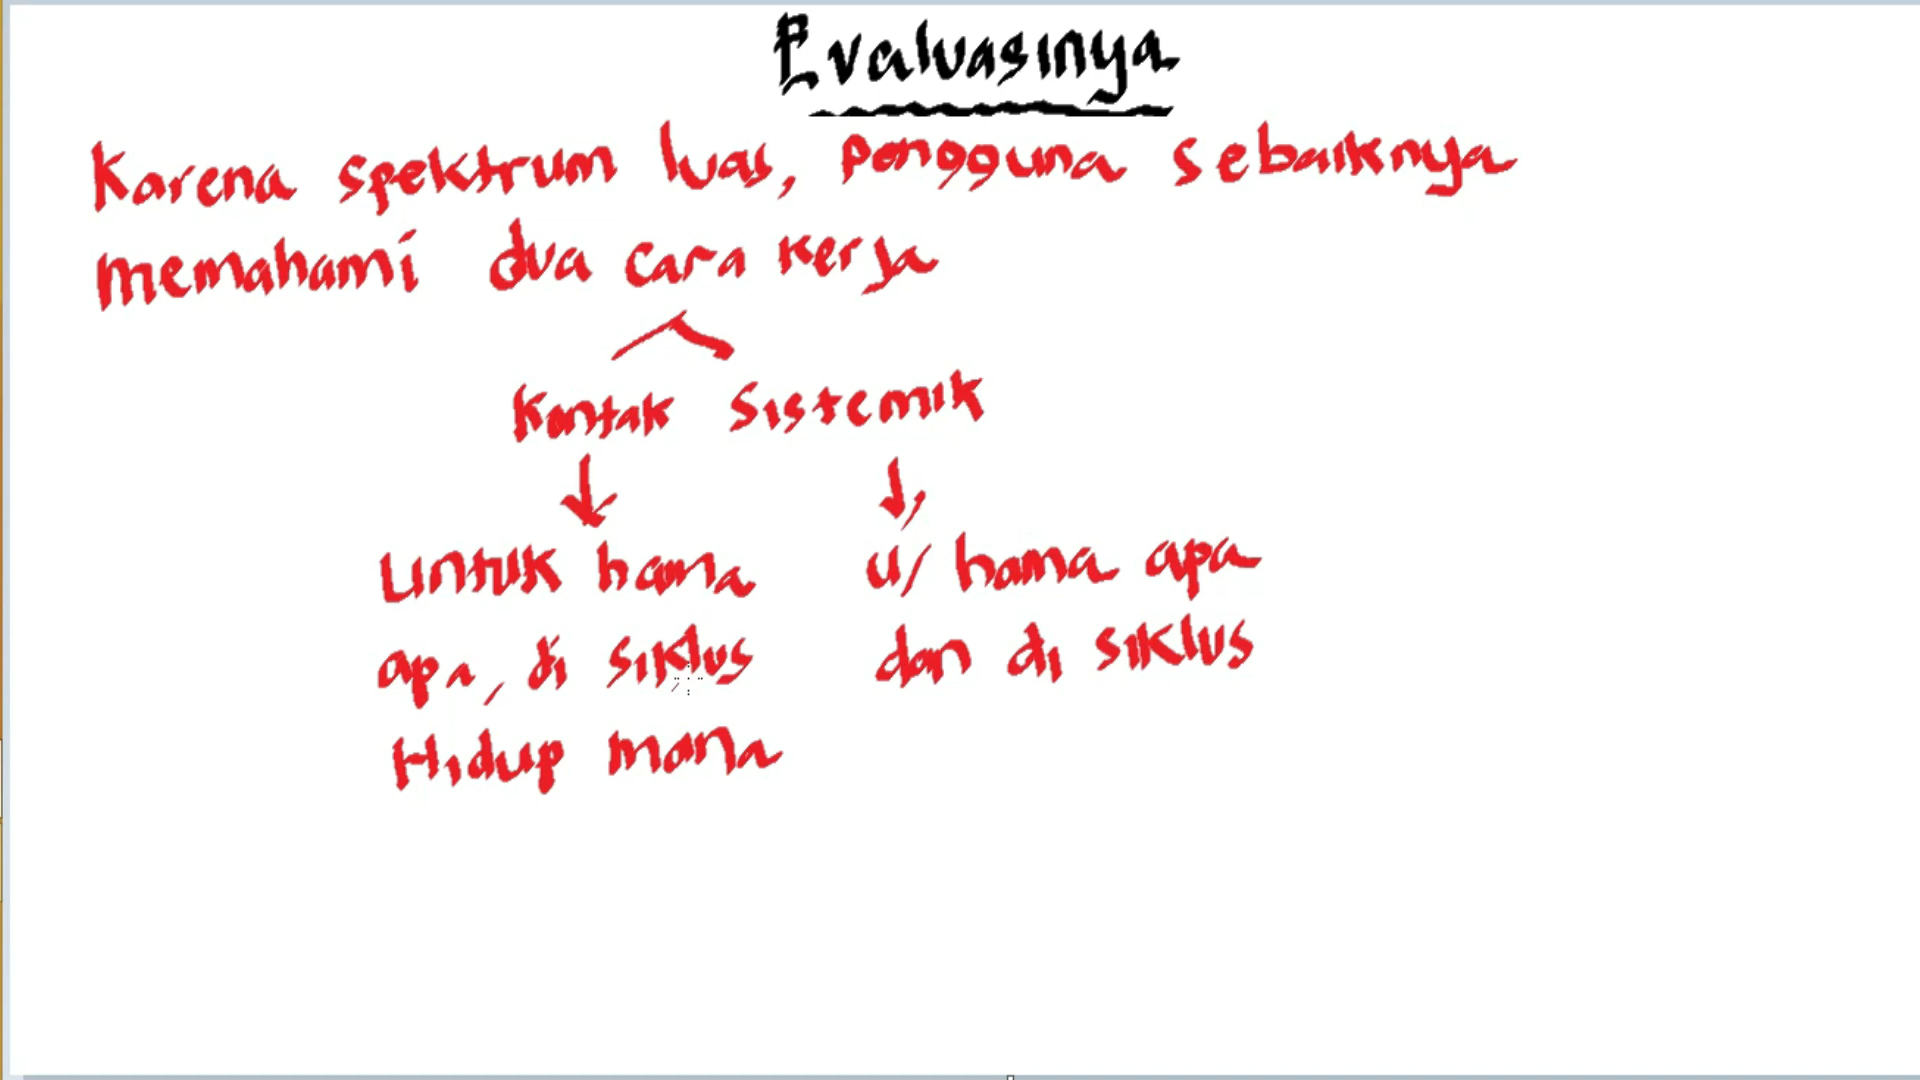 Evaluasinya
Karena spektrum luas, pengguna sebaiknya
memahami dua cara kerja
Kontak Sistemik
Untuk hama u/ hama apa
apa, di siklus dan di siklus
Hidup mana